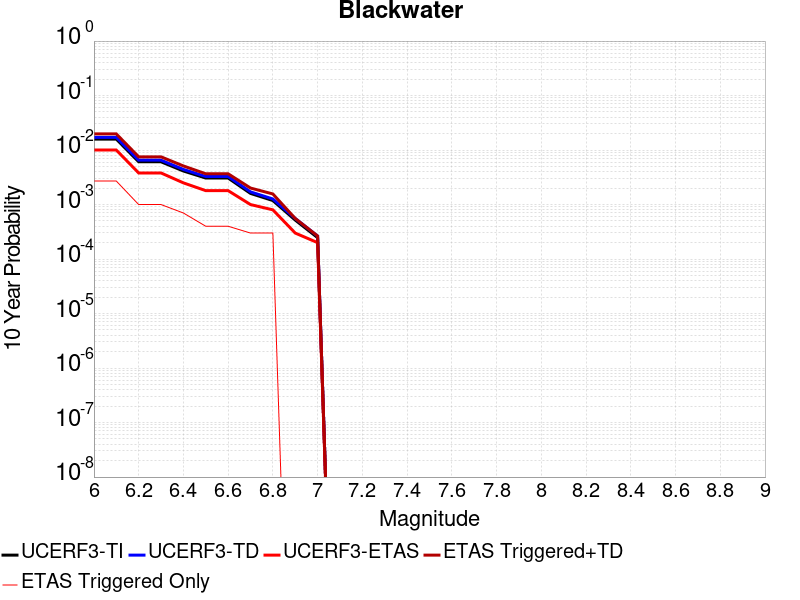 Blackwater
10^0
10^-1
10^-2
10^-3
10^-4
10^-5
10^-6
10^-7
10^-8
10 Year Probability
6 6.2 6.4 6.6 6.8 7 7.2 7.4 7.6 7.8 8 8.2 8.4 8.6 8.8 9
Magnitude
UCERF3-TI UCERF3-TD UCERF3-ETAS ETAS Triggered+TD
ETAS Triggered Only